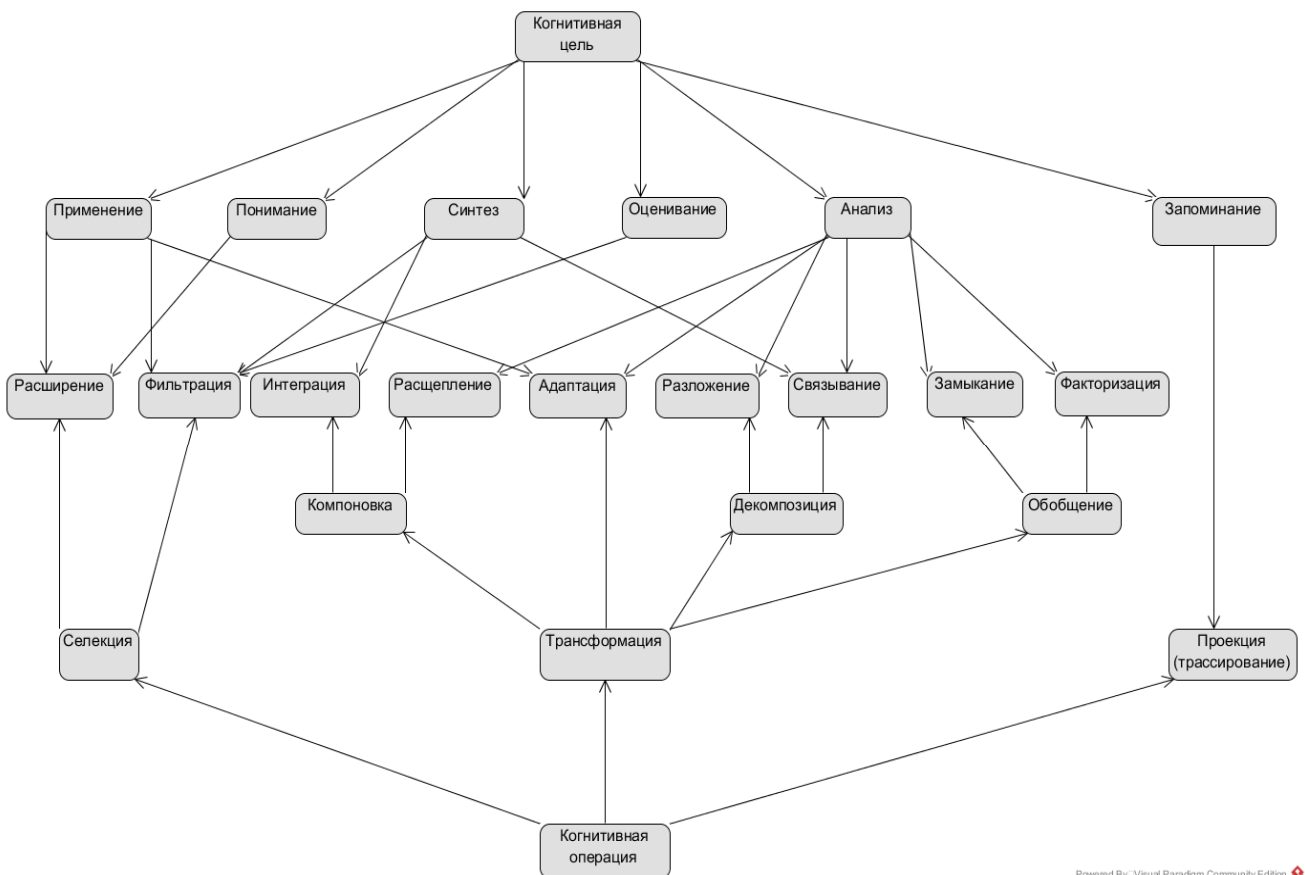 Когнитивная
цель
Применение
Понимание
Синтез
Оценивание
Анализ
Запоминание
Расширение
Фильтрация
Интеграция
Расщепление
Адаптация
Разложение
Связывание
Замыкание
Факторизация
Компоновка
Декомпозиция
Обобщение
Селекция
Трансформация
Проекция
(трассирование)
Когнитивная
операция
Powered By Visual Paradigm Community Edition